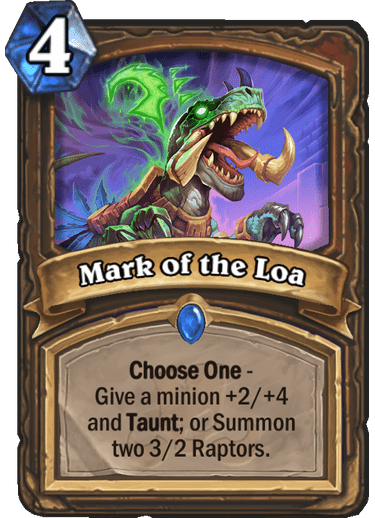 4
Mark of the Loa
Choose One -
Give a minion +2/+4
and Taunt; or Summon
two 3/2 Raptors.